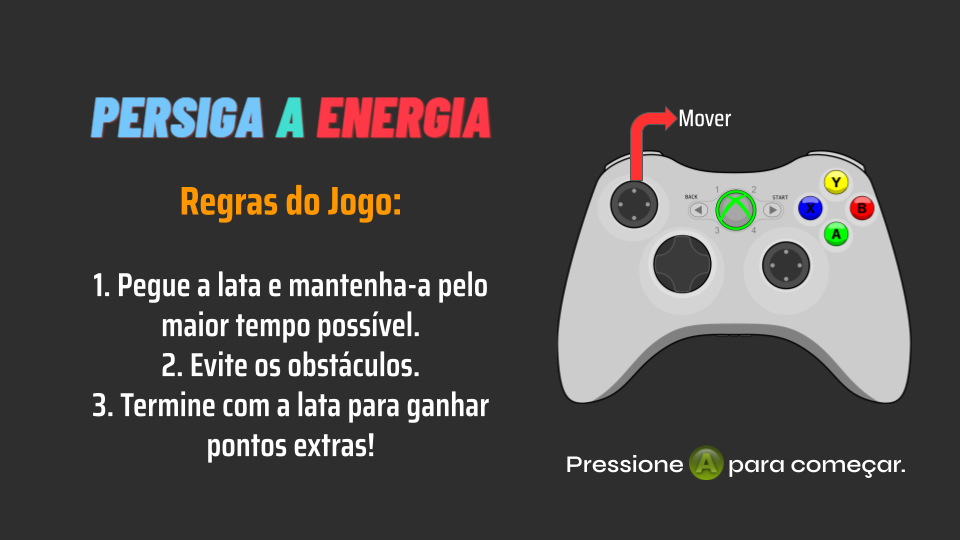 PERSIGA A ENERGIA
Regras do Jogo:
1. Pegue a lata e mantenha-a pelo
maior tempo possível.
2. Evite os obstáculos.
3. Termine com a lata para ganhar
pontos extras!
Mover
BACK
START
1
2
3
4
Y
X
B
A
Pressione A para começar.